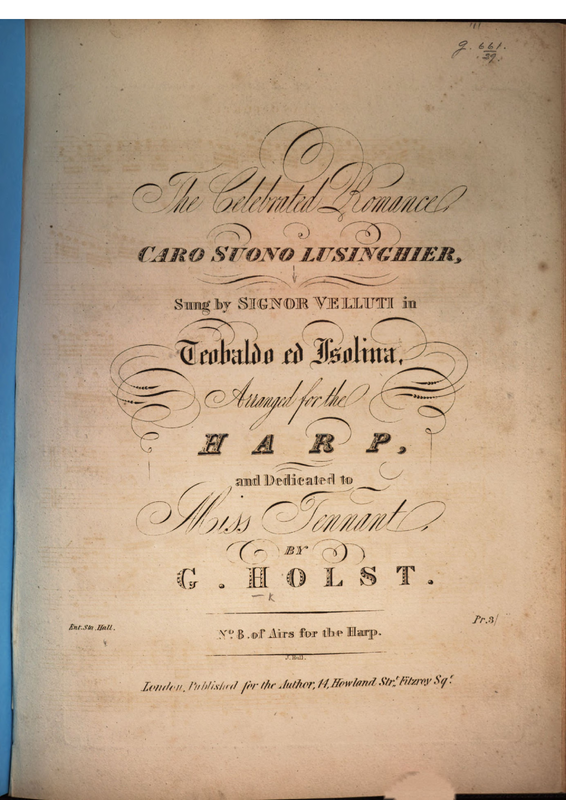 g. 661.
29.
The Celebrated Romance,
CARO SUONO LUSINGHIER,
Sung by SIGNOR VELLUTI in
Teobaldo ed Isolina,
Arranged for the
HARP,
and Dedicated to
Miss Tennant,
BY
G. HOLST.
Ent. Sta. Hall.
Pr. 3/
No. 8. of Airs for the Harp.
London, Published for the Author, 14, Howland Str.t Fitzroy Sq.r